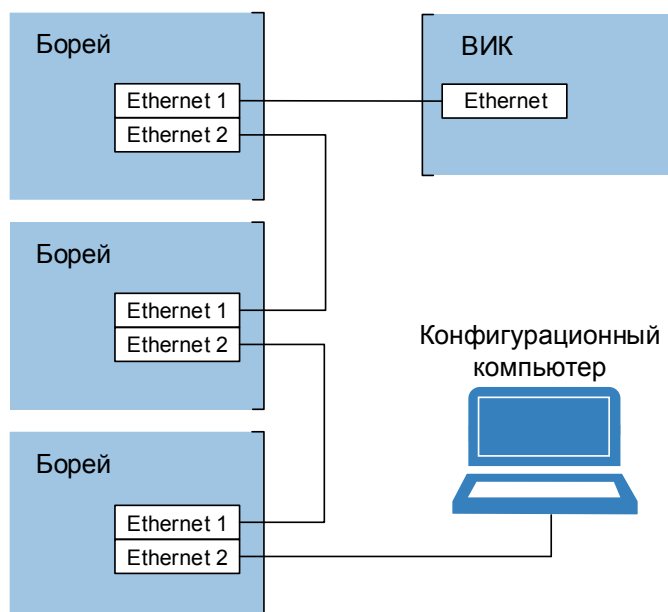 Борей
Ethernet 1
Ethernet 2
ВИК
Ethernet
Борей
Ethernet 1
Ethernet 2
Конфигурационный
компьютер
Борей
Ethernet 1
Ethernet 2